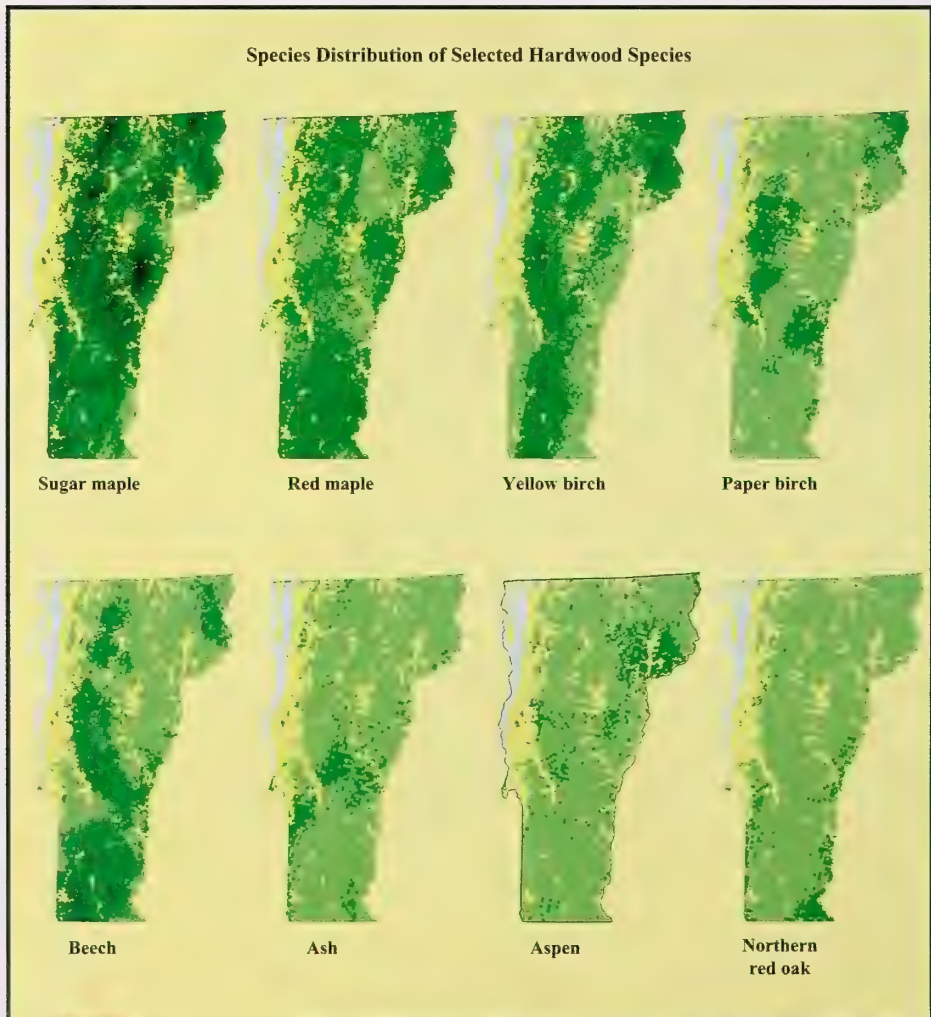 Species Distribution of Selected Hardwood Species
Sugar maple
Red maple
Yellow birch
Paper birch
Beech
Ash
Aspen
Northern
red oak